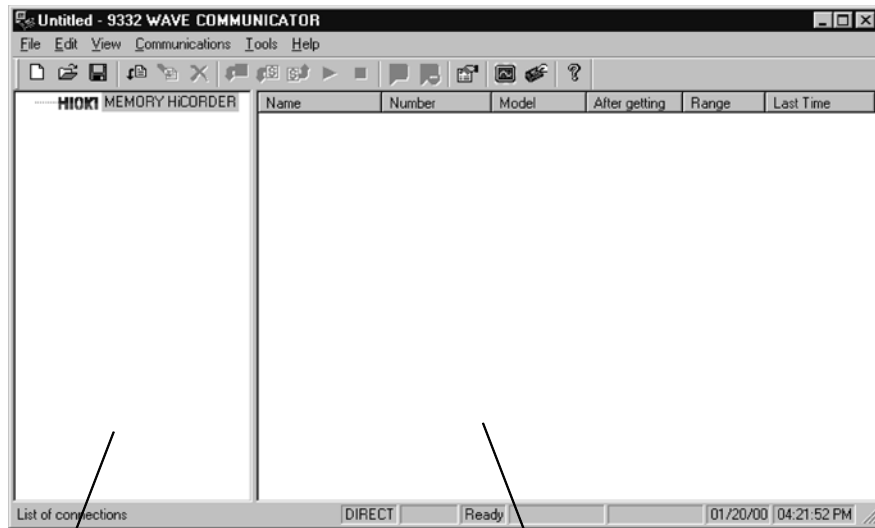 Untitled - 9332 WAVE COMMUNICATOR
File Edit View Communications Tools Help
HIOKI MEMORY HiCORDER
Name Number Model After getting Range Last Time
List of connections DIRECT Ready 01/20/00 04:21:52 PM